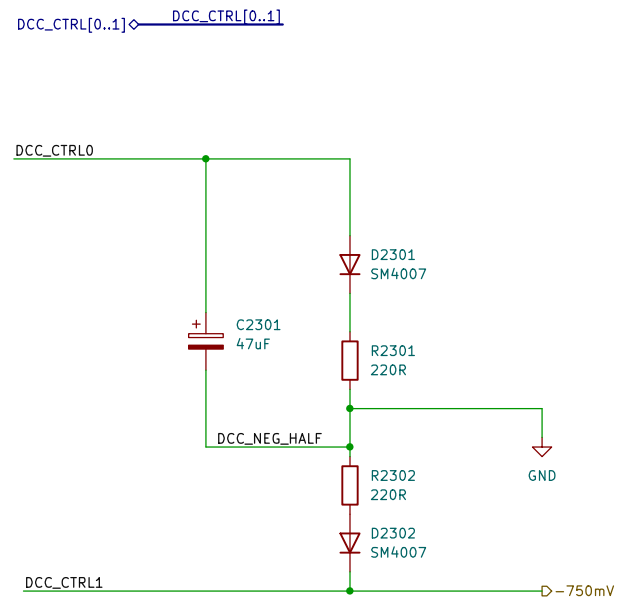 DCC_CTRL[0..1]
DCC_CTRL[0..1]
DCC_CTRL0
D2301
SM4007
+
C2301
47uF
R2301
220R
DCC_NEG_HALF
GND
R2302
220R
D2302
SM4007
DCC_CTRL1
-750mV